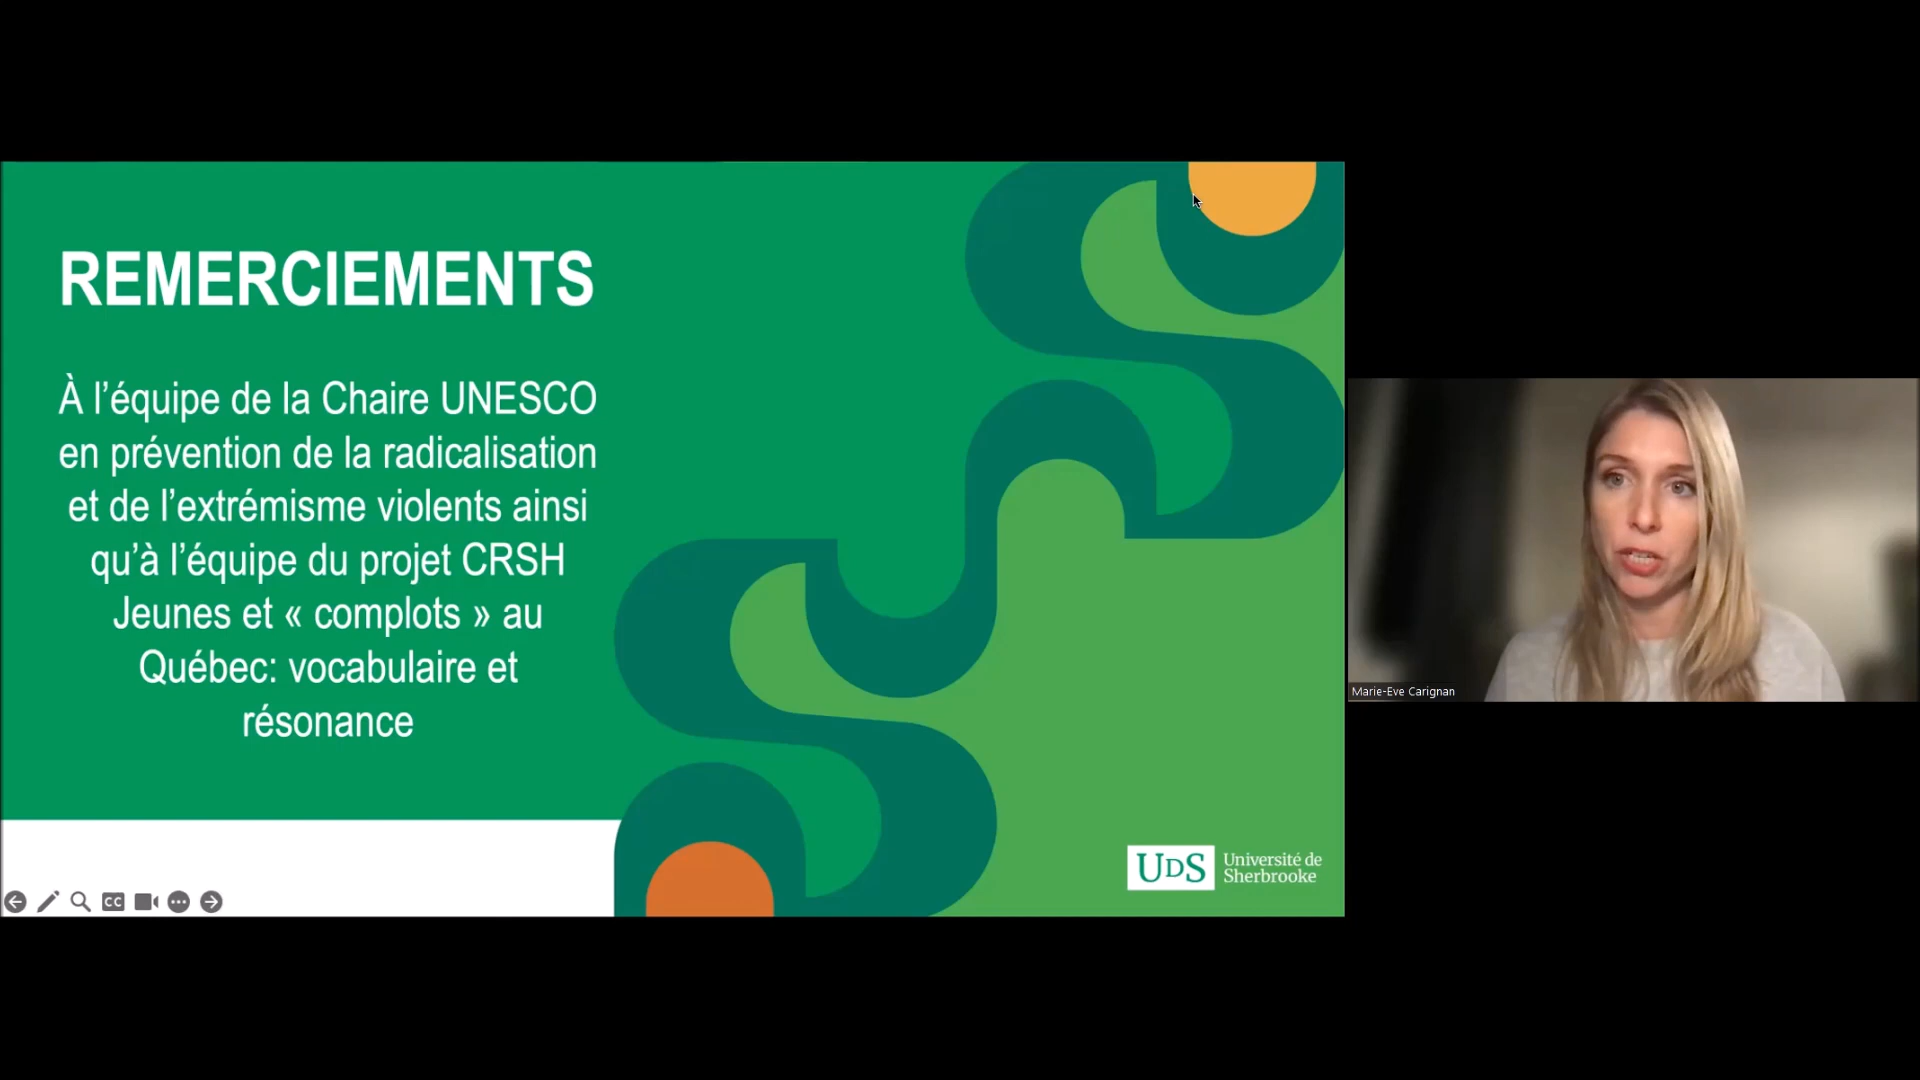 REMERCIEMENTS
À l’équipe de la Chaire UNESCO
en prévention de la radicalisation
et de l’extrémisme violents ainsi
qu’à l’équipe du projet CRSH
Jeunes et « complots » au
Québec: vocabulaire et
résonance
CC
UDS
Université de
Sherbrooke
Marie-Eve Carignan